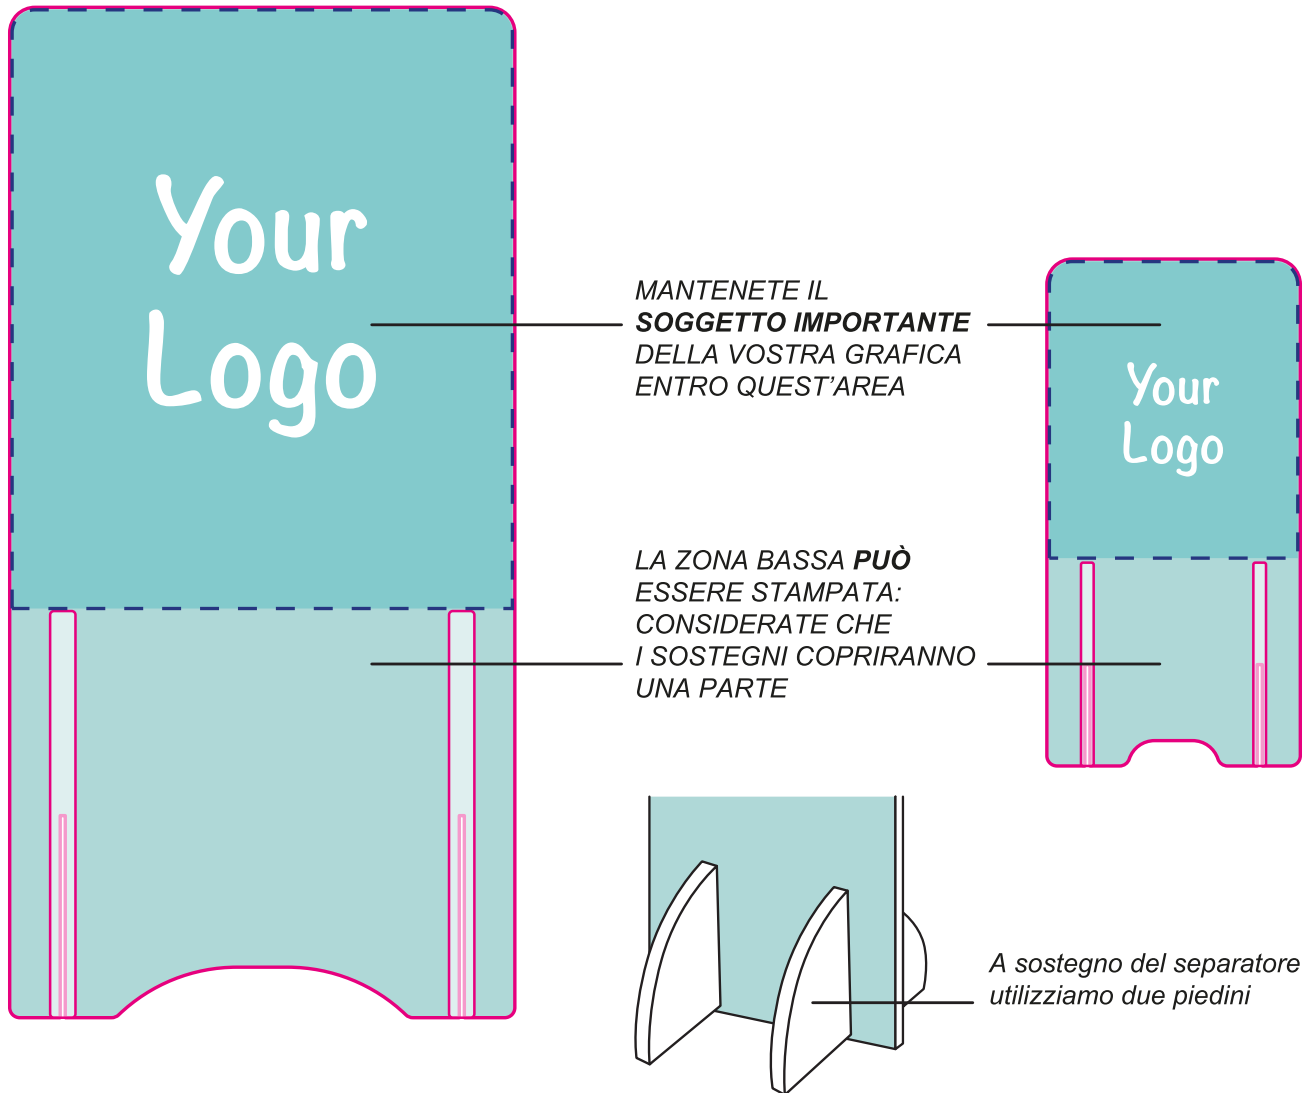 Your
Logo
MANTENETE IL
SOGGETTO IMPORTANTE
DELLA VOSTRA GRAFICA
ENTRO QUEST'AREA
Your
Logo
LA ZONA BASSA PUÒ
ESSERE STAMPATA:
CONSIDERATE CHE
I SOSTEGNI COPRIRANNO
UNA PARTE
A sostegno del separatore
utilizziamo due piedini